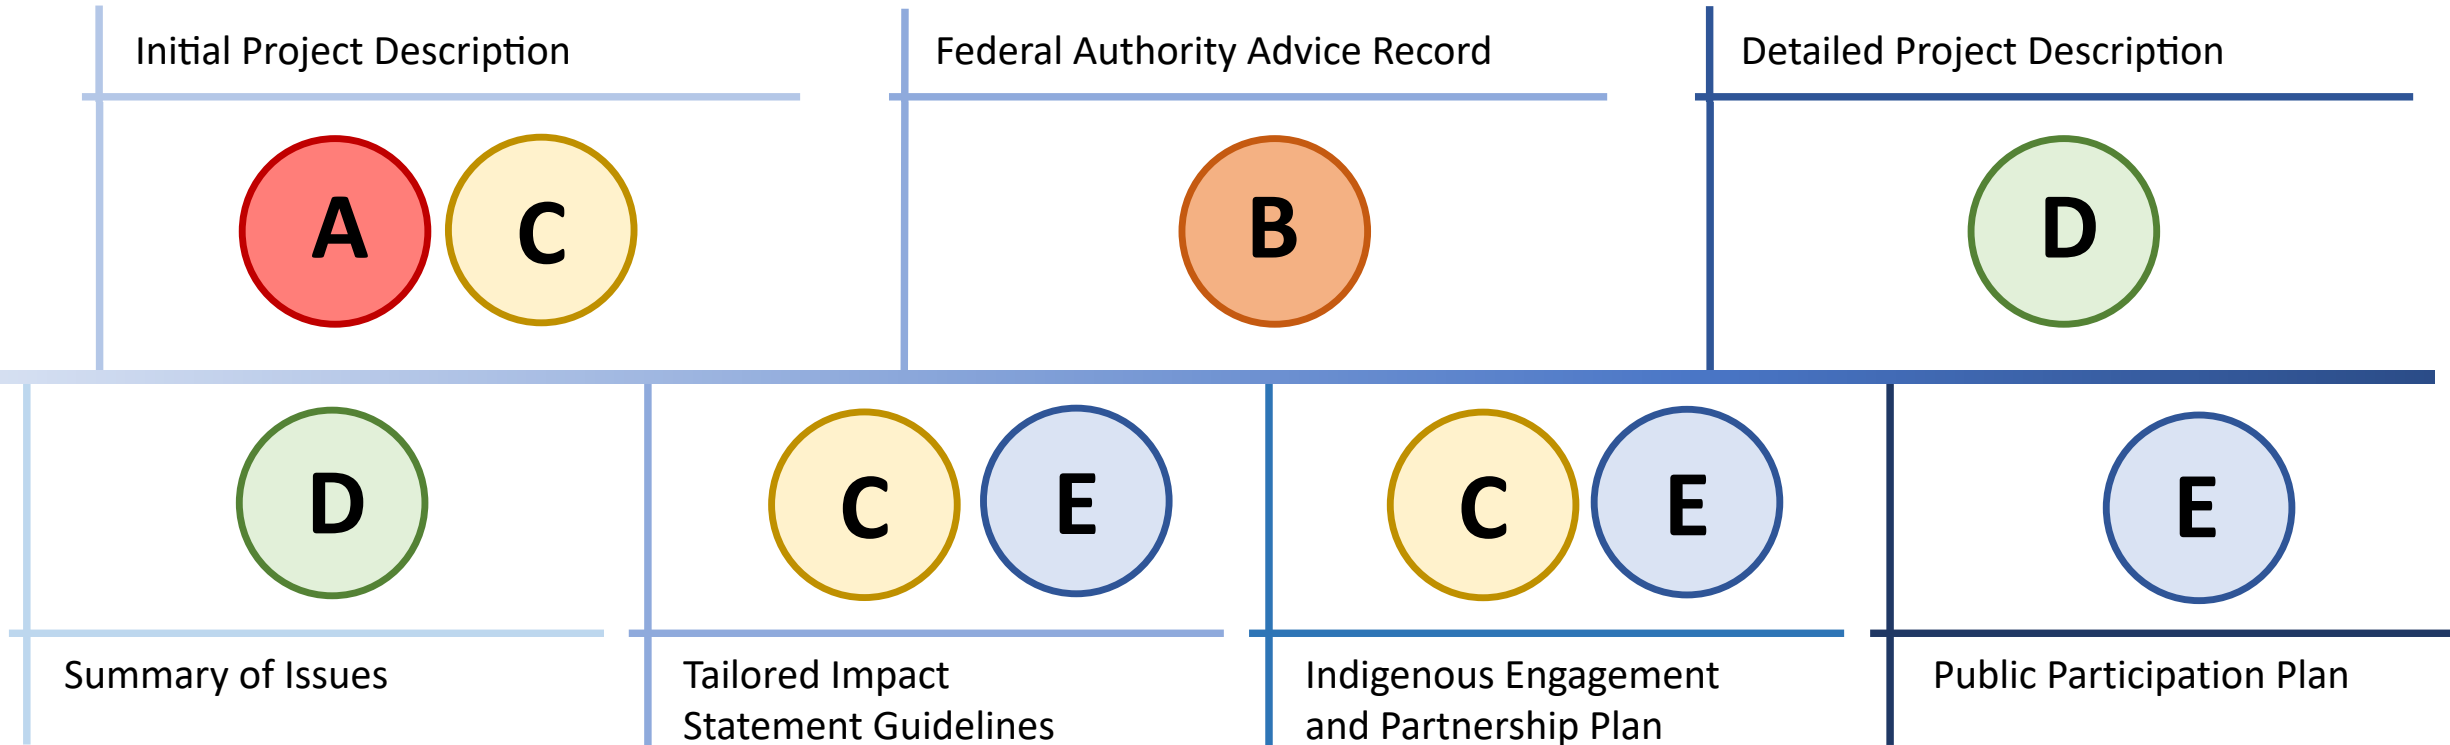 Initial Project Description
Federal Authority Advice Record
Detailed Project Description
A
C
B
D
D
C
E
C
E
E
Summary of Issues
Tailored Impact
Statement Guidelines
Indigenous Engagement
and Partnership Plan
Public Participation Plan